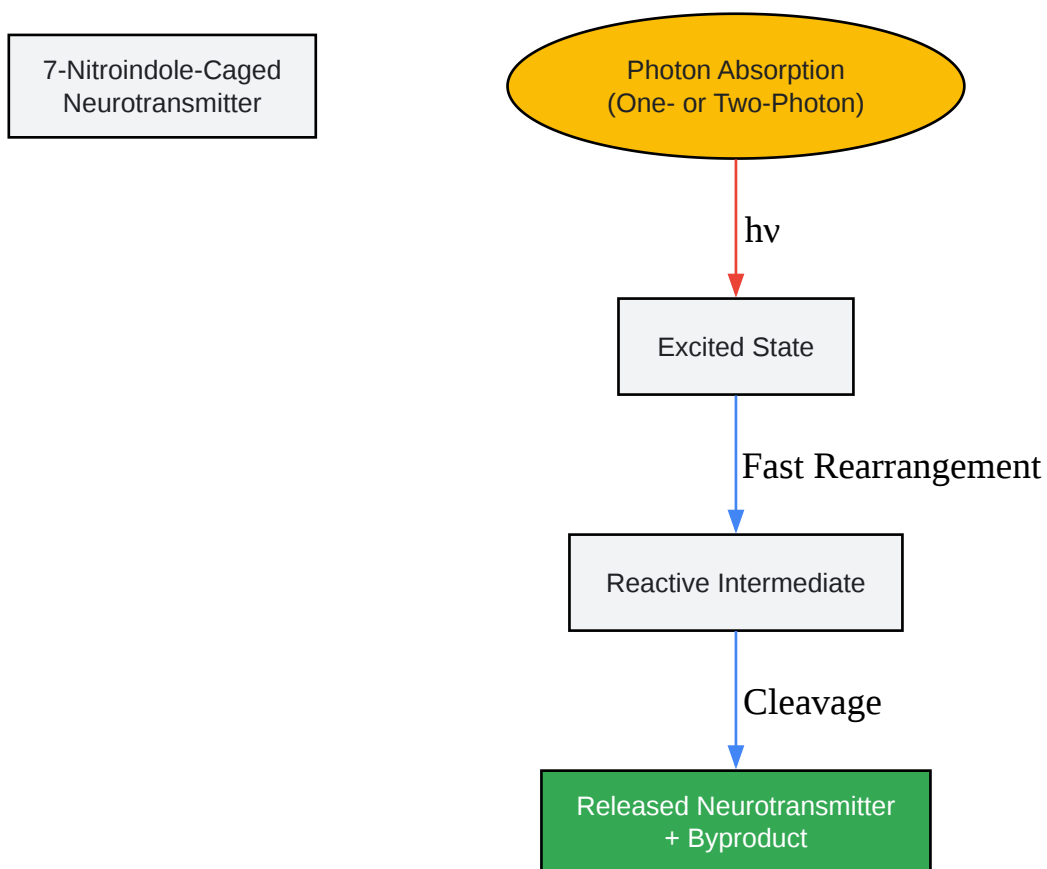 7-Nitroindole-Caged
Neurotransmitter
Photon Absorption
(One- or Two-Photon)
hν
Excited State
Fast Rearrangement
Reactive Intermediate
Cleavage
Released Neurotransmitter
+ Byproduct